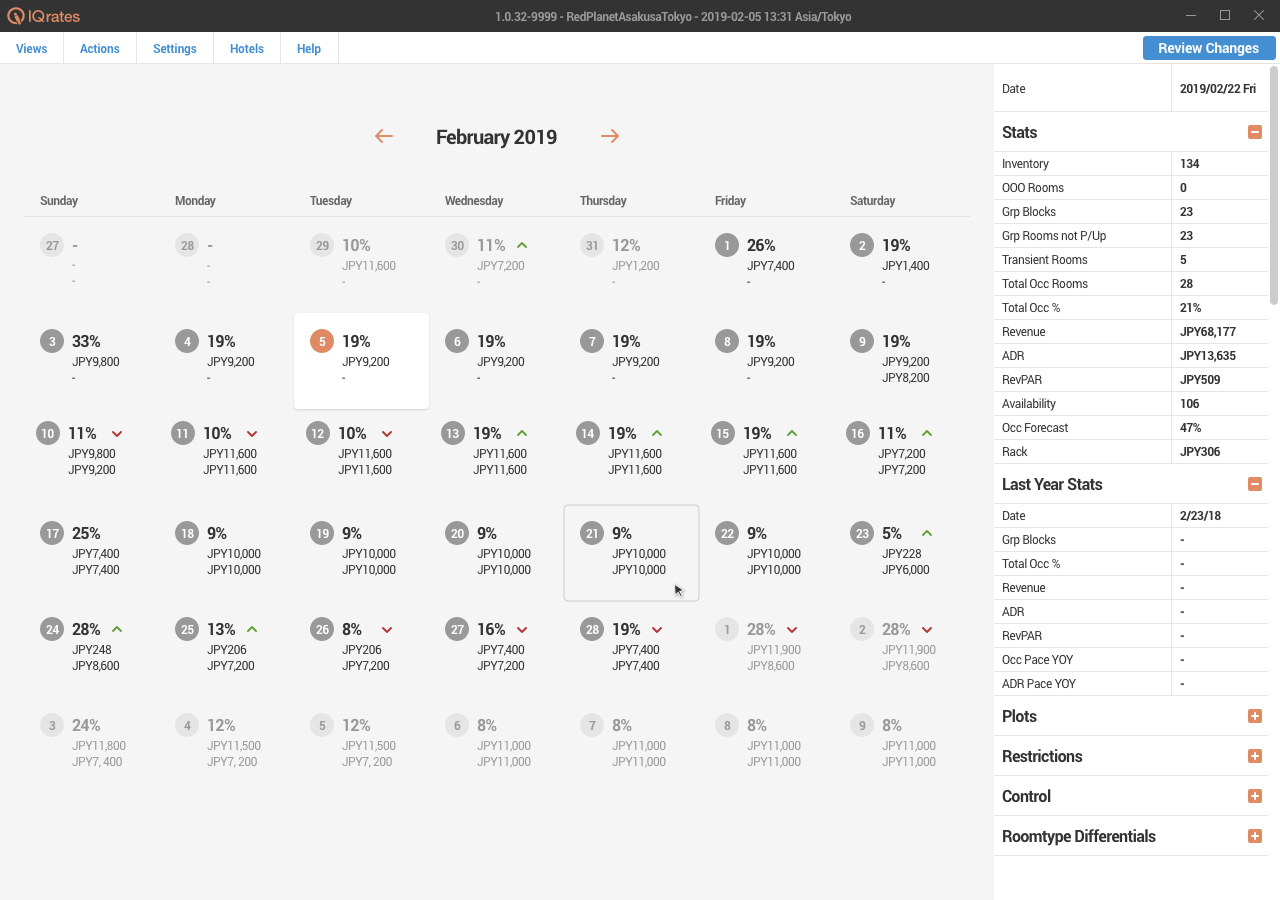 IQrates
1.0.32-9999 - RedPlanetAsakusaTokyo - 2019-02-05 13:31 Asia/Tokyo
Views Actions Settings Hotels Help Review Changes
February 2019
Sunday Monday Tuesday Wednesday Thursday Friday Saturday
27 - 28 - 29 10% 30 11% 31 12% 1 26% 2 19%
- - JPY11,600 JPY7,200 JPY1,200 JPY7,400 JPY1,400
- - - - - - -
3 33% 4 19% 5 19% 6 19% 7 19% 8 19% 9 19%
JPY9,800 JPY9,200 JPY9,200 JPY9,200 JPY9,200 JPY9,200 JPY9,200
- - - - - - JPY8,200
10 11% 11 10% 12 10% 13 19% 14 19% 15 19% 16 11%
JPY9,800 JPY11,600 JPY11,600 JPY11,600 JPY11,600 JPY11,600 JPY7,200
JPY9,200 JPY11,600 JPY11,600 JPY11,600 JPY11,600 JPY11,600 JPY7,200
17 25% 18 9% 19 9% 20 9% 21 9% 22 9% 23 5%
JPY7,400 JPY10,000 JPY10,000 JPY10,000 JPY10,000 JPY10,000 JPY228
JPY7,400 JPY10,000 JPY10,000 JPY10,000 JPY10,000 JPY10,000 JPY6,000
24 28% 25 13% 26 8% 27 16% 28 19% 1 28% 2 28%
JPY248 JPY206 JPY206 JPY7,400 JPY7,400 JPY11,900 JPY11,900
JPY8,600 JPY7,200 JPY7,200 JPY7,200 JPY7,400 JPY8,600 JPY8,600
3 24% 4 12% 5 12% 6 8% 7 8% 8 8% 9 8%
JPY11,800 JPY11,500 JPY11,500 JPY11,000 JPY11,000 JPY11,000 JPY11,000
JPY7, 400 JPY7, 200 JPY7, 200 JPY11,000 JPY11,000 JPY11,000 JPY11,000
Date 2019/02/22 Fri
Stats
Inventory 134
OOO Rooms 0
Grp Blocks 23
Grp Rooms not P/Up 23
Transient Rooms 5
Total Occ Rooms 28
Total Occ % 21%
Revenue JPY68,177
ADR JPY13,635
RevPAR JPY509
Availability 106
Occ Forecast 47%
Rack JPY306
Last Year Stats
Date 2/23/18
Grp Blocks -
Total Occ % -
Revenue -
ADR -
RevPAR -
Occ Pace YOY -
ADR Pace YOY -
Plots
Restrictions
Control
Roomtype Differentials